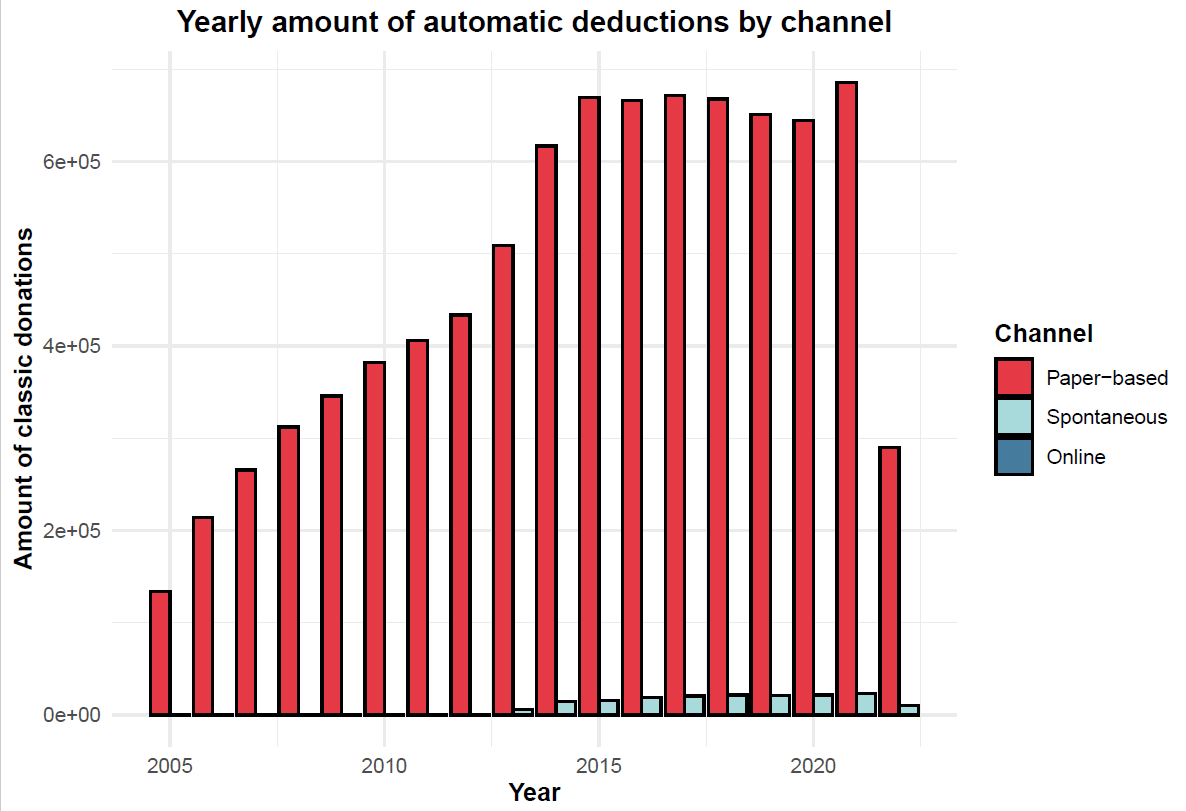 Yearly amount of automatic deductions by channel
Amount of classic donations
6e+05
4e+05
2e+05
0e+00
2005 2010 2015 2020
Year
Channel
Paper−based
Spontaneous
Online